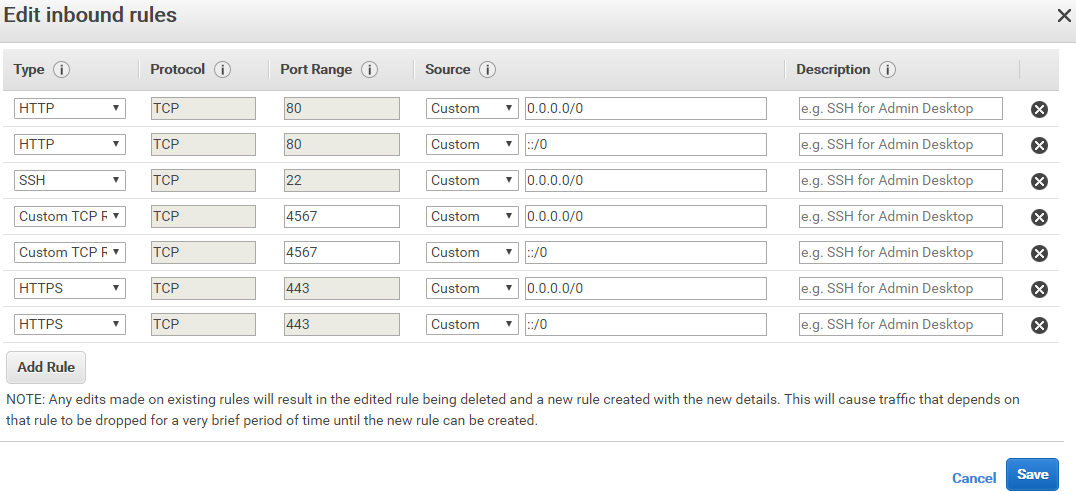 Edit inbound rules
Type Protocol Port Range Source Description
HTTP TCP 80 Custom 0.0.0.0/0 e.g. SSH for Admin Desktop
HTTP TCP 80 Custom ::/0 e.g. SSH for Admin Desktop
SSH TCP 22 Custom 0.0.0.0/0 e.g. SSH for Admin Desktop
Custom TCP R TCP 4567 Custom 0.0.0.0/0 e.g. SSH for Admin Desktop
Custom TCP R TCP 4567 Custom ::/0 e.g. SSH for Admin Desktop
HTTPS TCP 443 Custom 0.0.0.0/0 e.g. SSH for Admin Desktop
HTTPS TCP 443 Custom ::/0 e.g. SSH for Admin Desktop
Add Rule
NOTE: Any edits made on existing rules will result in the edited rule being deleted and a new rule created with the new details. This will cause traffic that depends on
that rule to be dropped for a very brief period of time until the new rule can be created.
Cancel Save